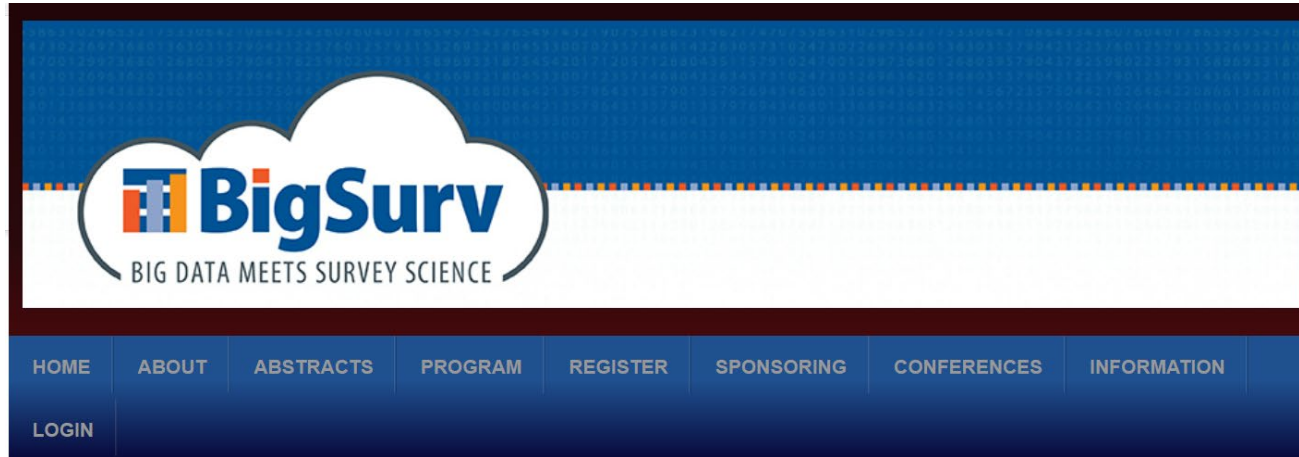 BigSurv
BIG DATA MEETS SURVEY SCIENCE
HOME ABOUT ABSTRACTS PROGRAM REGISTER SPONSORING CONFERENCES INFORMATION
LOGIN